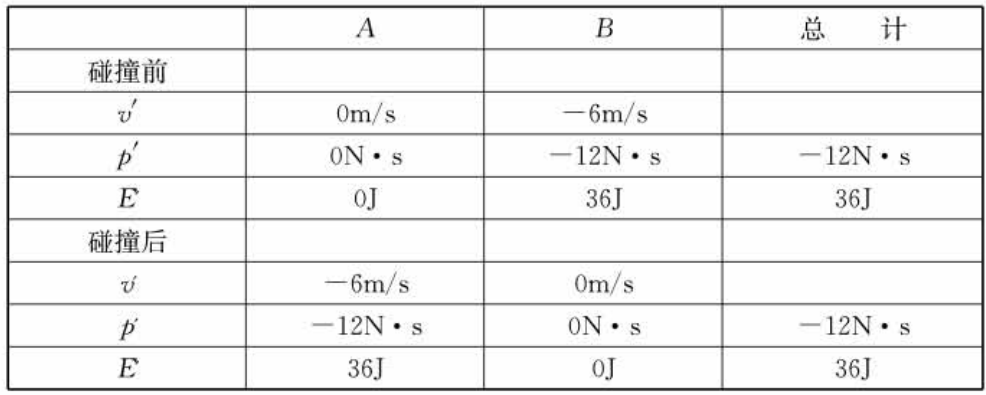 A B 总 计
碰撞前
v′ 0m/s －6m/s
p′ 0N·s －12N·s －12N·s
E′ 0J 36J 36J
碰撞后
v′ －6m/s 0m/s
p′ －12N·s 0N·s －12N·s
E′ 36J 0J 36J